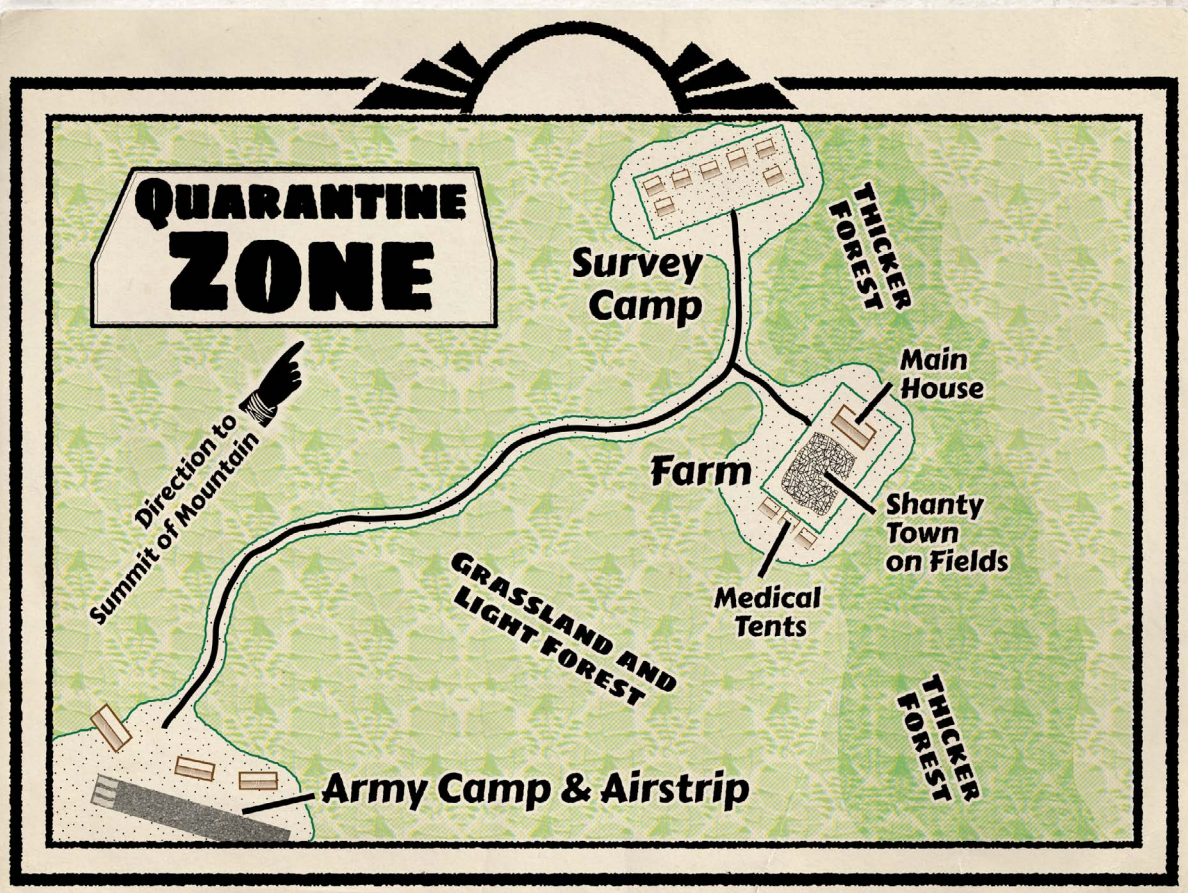 QUARANTINE
ZONE
Survey
Camp
THICKER
FOREST
Main
House
Direction to
Summit of Mountain
Farm
Shanty
Town
on Fields
GRASSLAND AND
LIGHT FOREST
Medical
Tents
THICKER
FOREST
Army Camp & Airstrip